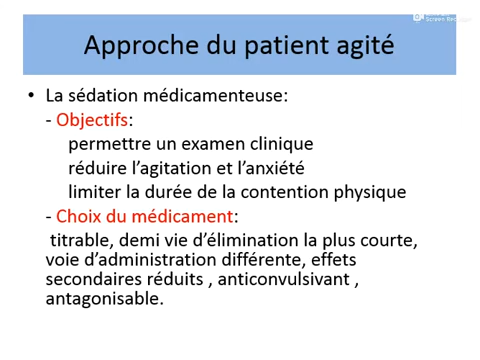 Approche du patient agité
• La sédation médicamenteuse:
- Objectifs:
permettre un examen clinique
réduire l’agitation et l’anxiété
limiter la durée de la contention physique
- Choix du médicament:
titrable, demi vie d’élimination la plus courte,
voie d’administration différente, effets
secondaires réduits , anticonvulsivant ,
antagonisable.